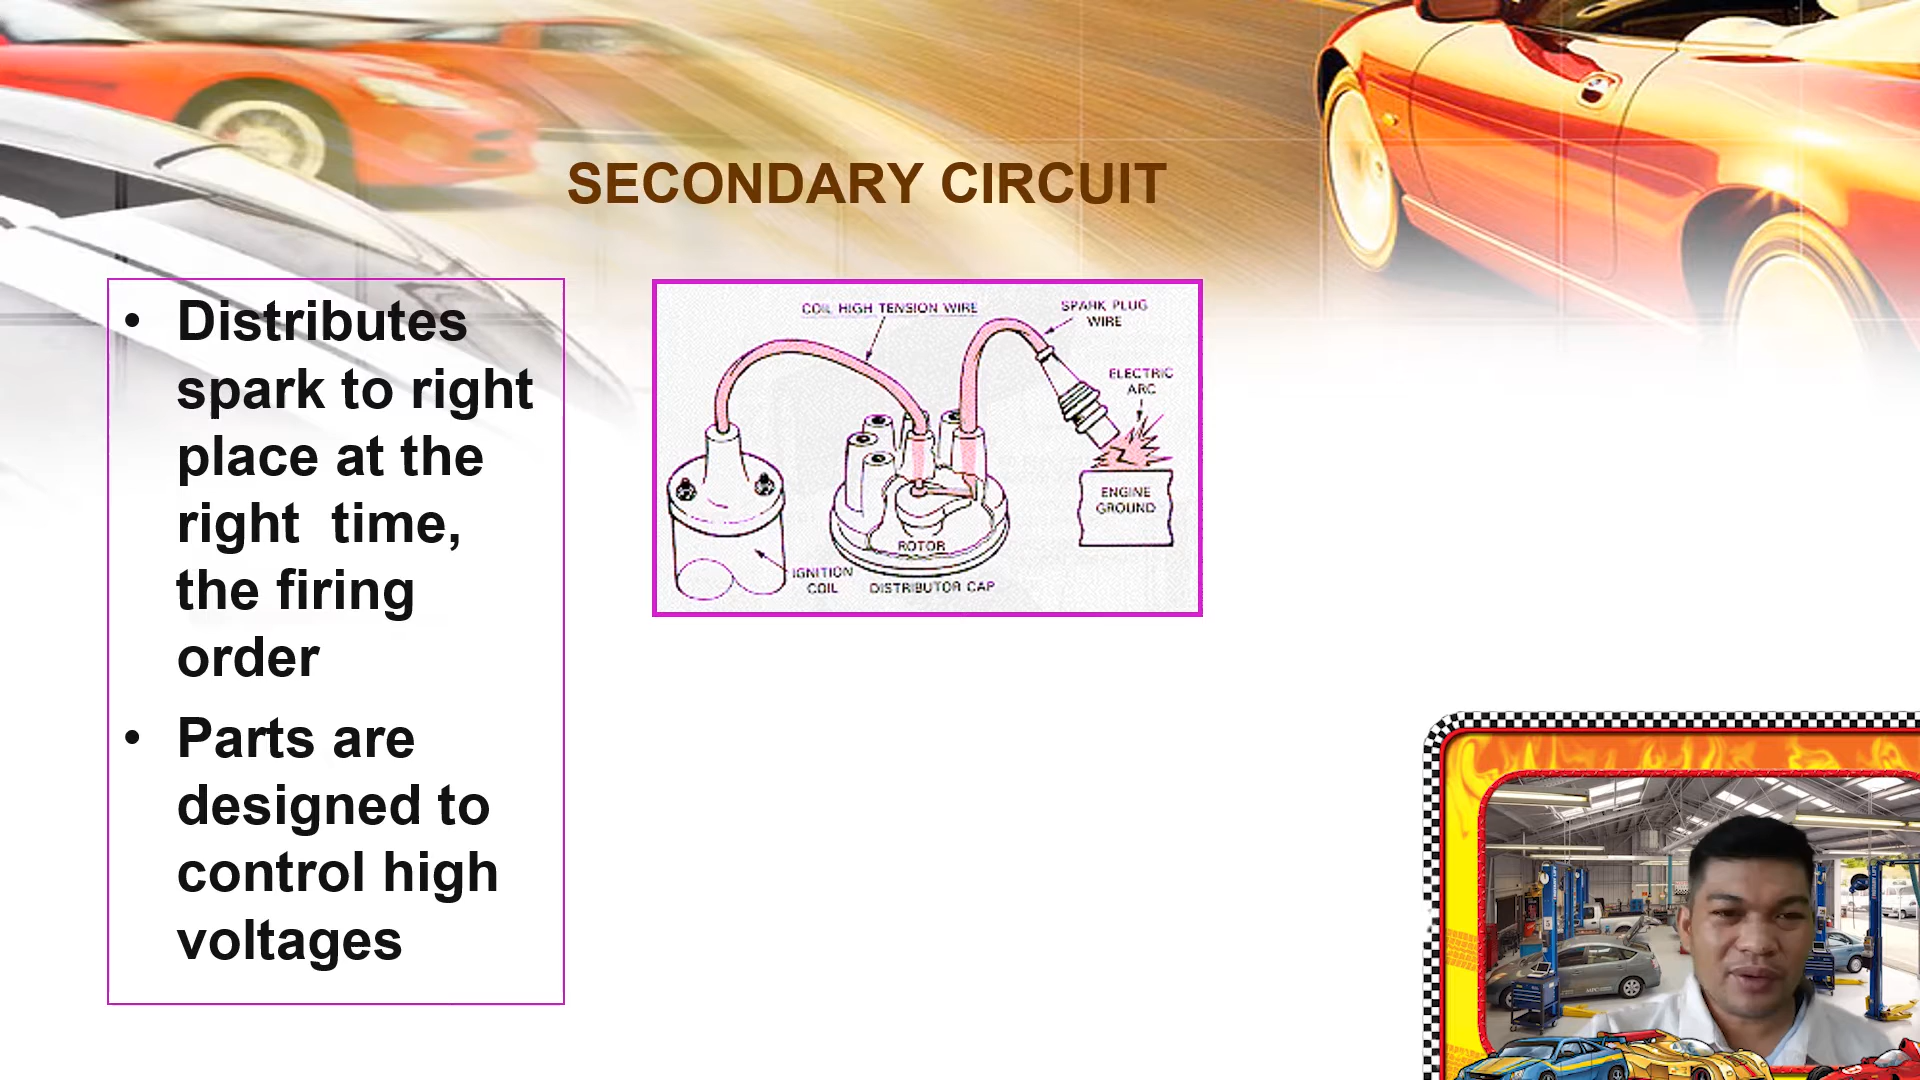 SECONDARY CIRCUIT
• Distributes
spark to right
place at the
right  time,
the firing
order
• Parts are
designed to
control high
voltages
COIL HIGH TENSION WIRE
SPARK PLUG
WIRE
ELECTRIC
ARC
ENGINE
GROUND
ROTOR
IGNITION
COIL
DISTRIBUTOR CAP